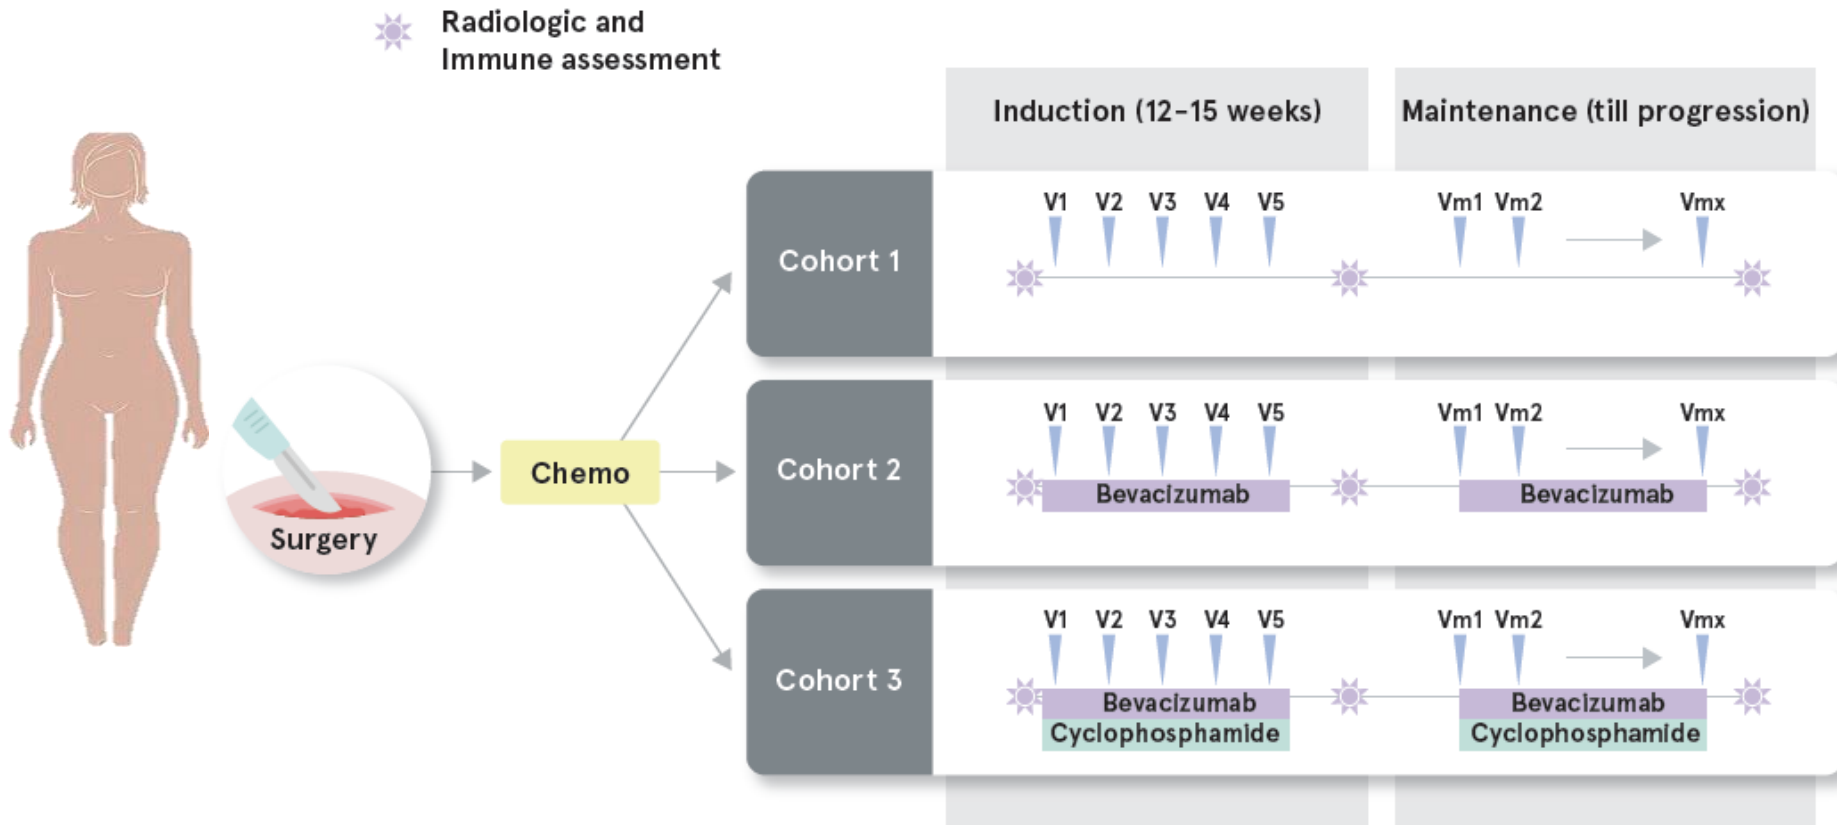 Radiologic and
Immune assessment
Induction (12–15 weeks)
Maintenance (till progression)
Cohort 1
V1 V2 V3 V4 V5
Vm1 Vm2 Vmx
Surgery
Chemo
Cohort 2
V1 V2 V3 V4 V5
Vm1 Vm2 Vmx
Bevacizumab
Bevacizumab
Cohort 3
V1 V2 V3 V4 V5
Vm1 Vm2 Vmx
Bevacizumab
Cyclophosphamide
Bevacizumab
Cyclophosphamide